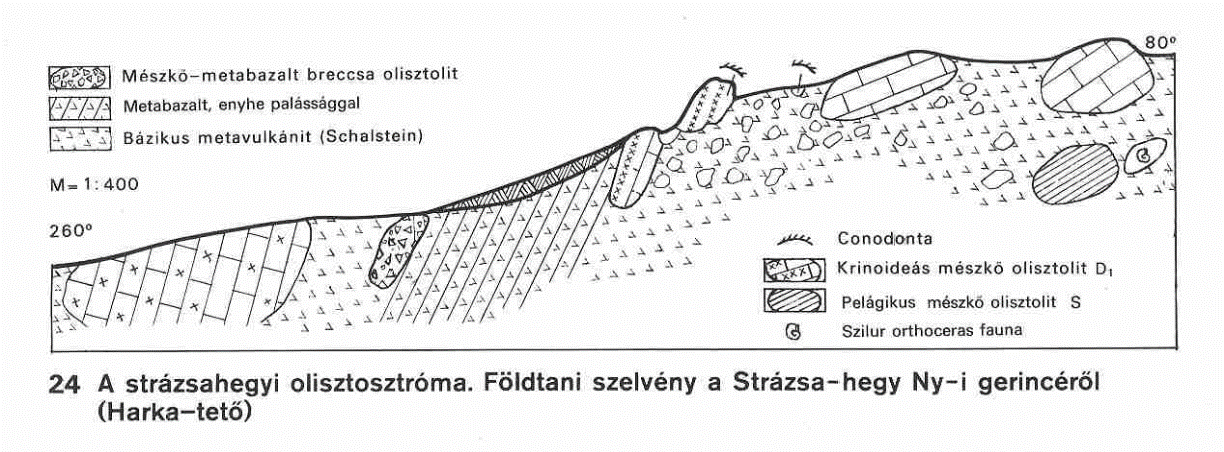 80°
Mészkő-metabazalt breccsa olisztolit
Metabazalt, enyhe palássággal
Bázikus metavulkánit (Schalstein)
M= 1:400
260°
Conodonta
Krinoideás mészkő olisztolit D₁
Pelágikus mészkő olisztolit S
Szilur orthoceras fauna
24 A strázsahegyi olisztosztróma. Földtani szelvény a Strázsa-hegy Ny-i gerincéről
(Harka-tető)